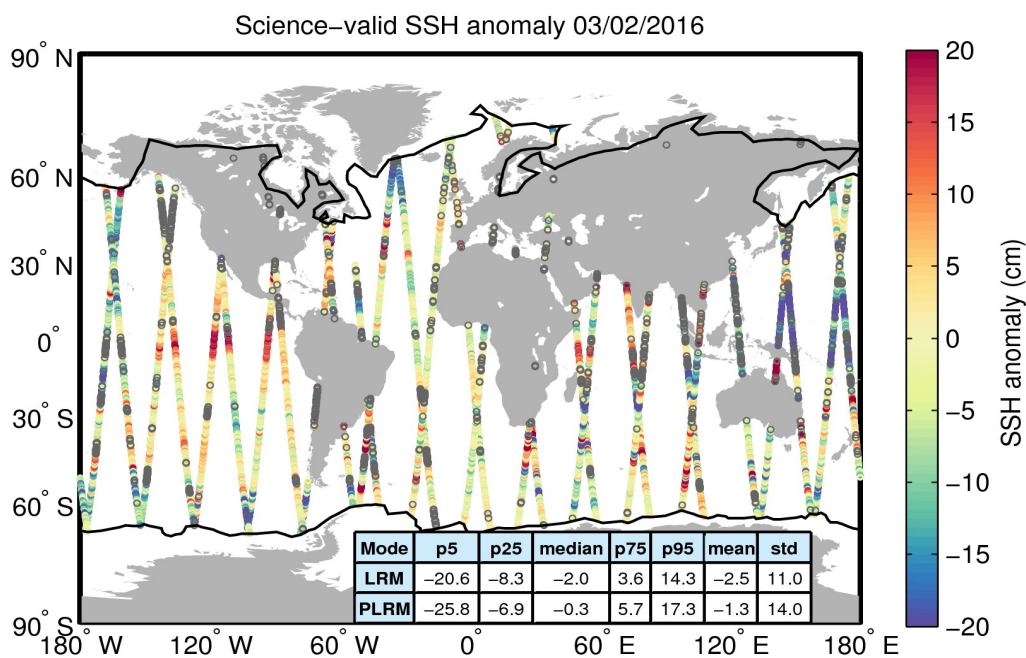 Science−valid SSH anomaly 03/02/2016
90° N
60° N
30° N
0°
30° S
60° S
90° S
180° W
120° W
60° W
0°
60° E
120° E
180° E
Mode p5 p25 median p75 p95 mean std
LRM −20.6 −8.3 −2.0 3.6 14.3 −2.5 11.0
PLRM −25.8 −6.9 −0.3 5.7 17.3 −1.3 14.0
20
15
10
5
0
−5
−10
−15
−20
SSH anomaly (cm)